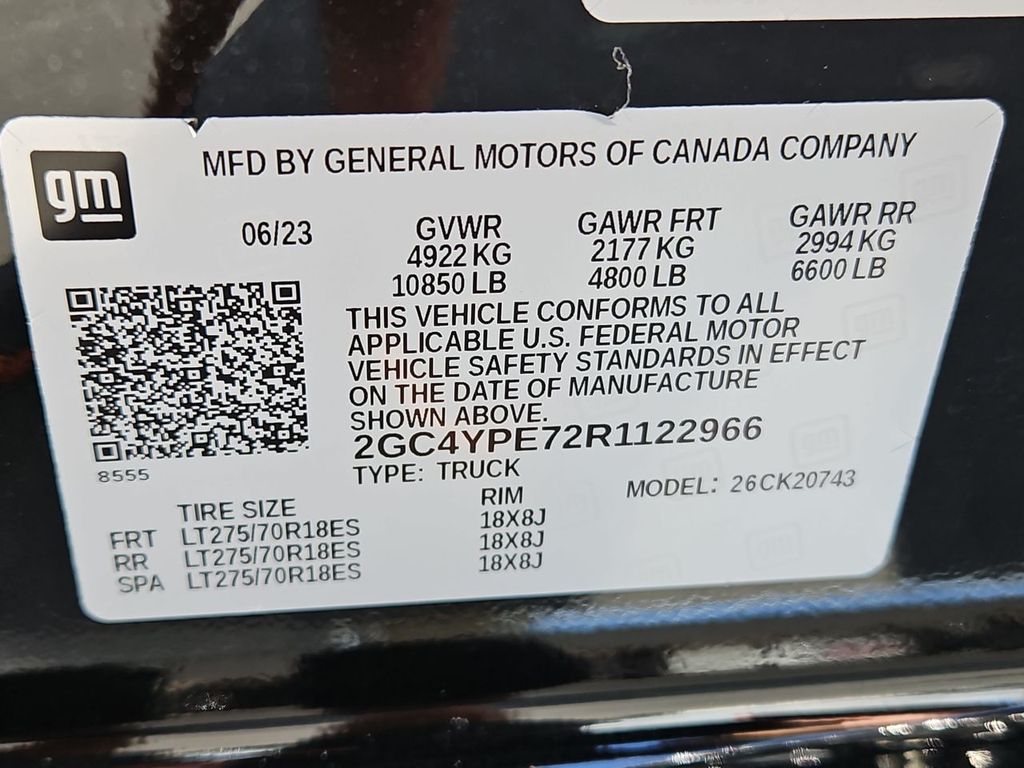 gm
MFD BY GENERAL MOTORS OF CANADA COMPANY
06/23
GVWR
4922 KG
10850 LB
GAWR FRT
2177 KG
4800 LB
GAWR RR
2994 KG
6600 LB
THIS VEHICLE CONFORMS TO ALL
APPLICABLE U.S. FEDERAL MOTOR
VEHICLE SAFETY STANDARDS IN EFFECT
ON THE DATE OF MANUFACTURE
SHOWN ABOVE.
2GC4YPE72R1122966
8555
TYPE: TRUCK
MODEL: 26CK20743
TIRE SIZE RIM
FRT LT275/70R18ES 18X8J
RR LT275/70R18ES 18X8J
SPA LT275/70R18ES 18X8J